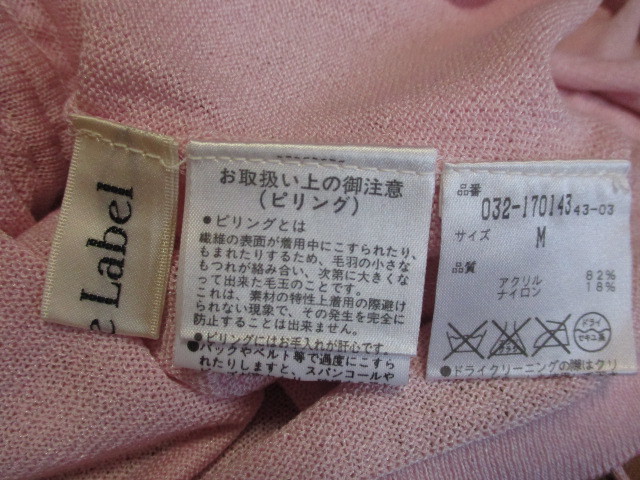 e Label
お取扱い上の御注意
(ピリング)
●ピリングとは
繊維の表面が着用中にこすられたり、
もまれたりするため、毛羽の小さな
もつれが絡み合い、次第に大きくな
って出来た毛玉のことです。
これは、素材の特性上着用の際避け
られない現象で、その発生を完全に
防止することは出来ません。
●ピリングにはお手入れが肝心です。
●バックやベルト等で過度にこすら
れたりしますと、スパンコールや
品番
032-170143 43-03
サイズ M
品質
アクリル 82%
ナイロン 18%
ドライ
セキユ系
●ドライクリーニングの際はクリ